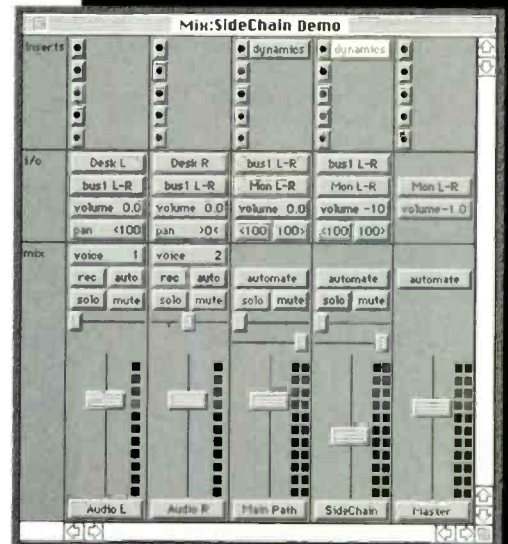 Mix:SideChain Demo
Inserts dynamics dynamics
i/o Desk L Desk R bus1 L-R bus1 L-R
bus1 L-R bus1 L-R Mon L-R Mon L-R Mon L-R
volume 0.0 volume 0.0 volume 0.0 volume -10 volume -1.0
pan <100 pan >0< <100 100> <100 100>
mix voice 1 voice 2
rec auto rec auto automate automate automate
solo mute solo mute solo mute solo mute
Audio L Audio R Main Path SideChain Master